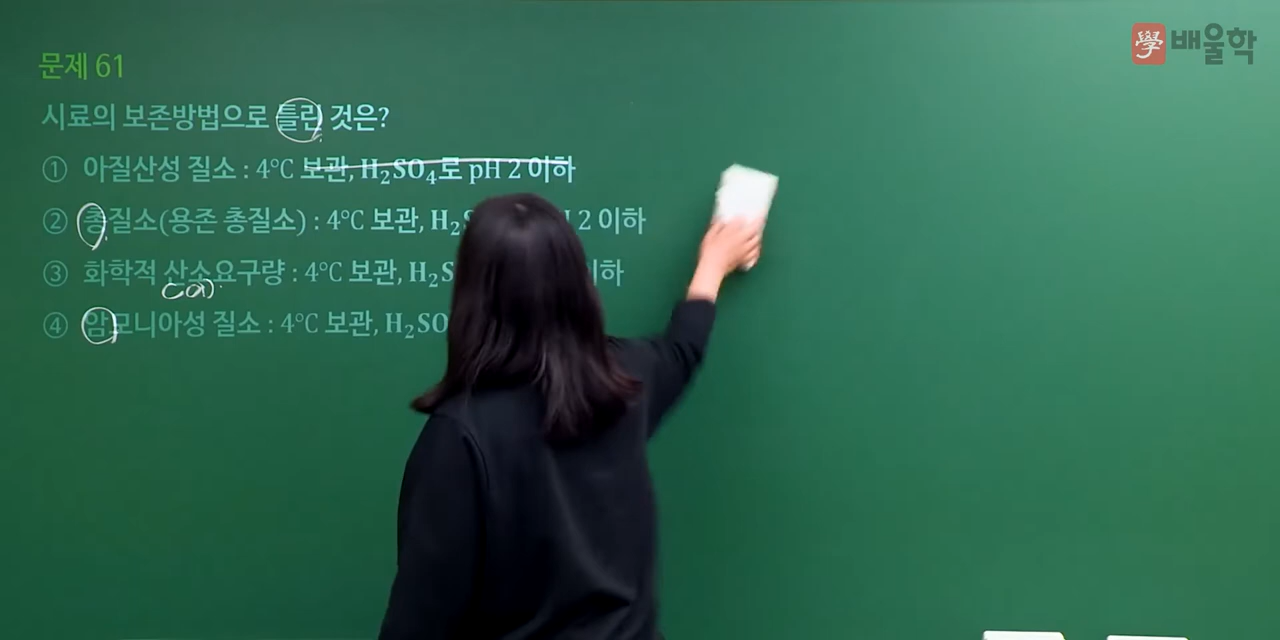 學 배울학
문제 61
시료의 보존방법으로 틀린 것은?
① 아질산성 질소 : 4°C 보관, H₂SO₄로 pH 2 이하
② 총질소(용존 총질소) : 4°C 보관, H₂S 2 이하
③ 화학적 산소요구량 : 4°C 보관, H₂S 이하
COD
④ 암모니아성 질소 : 4°C 보관, H₂SO